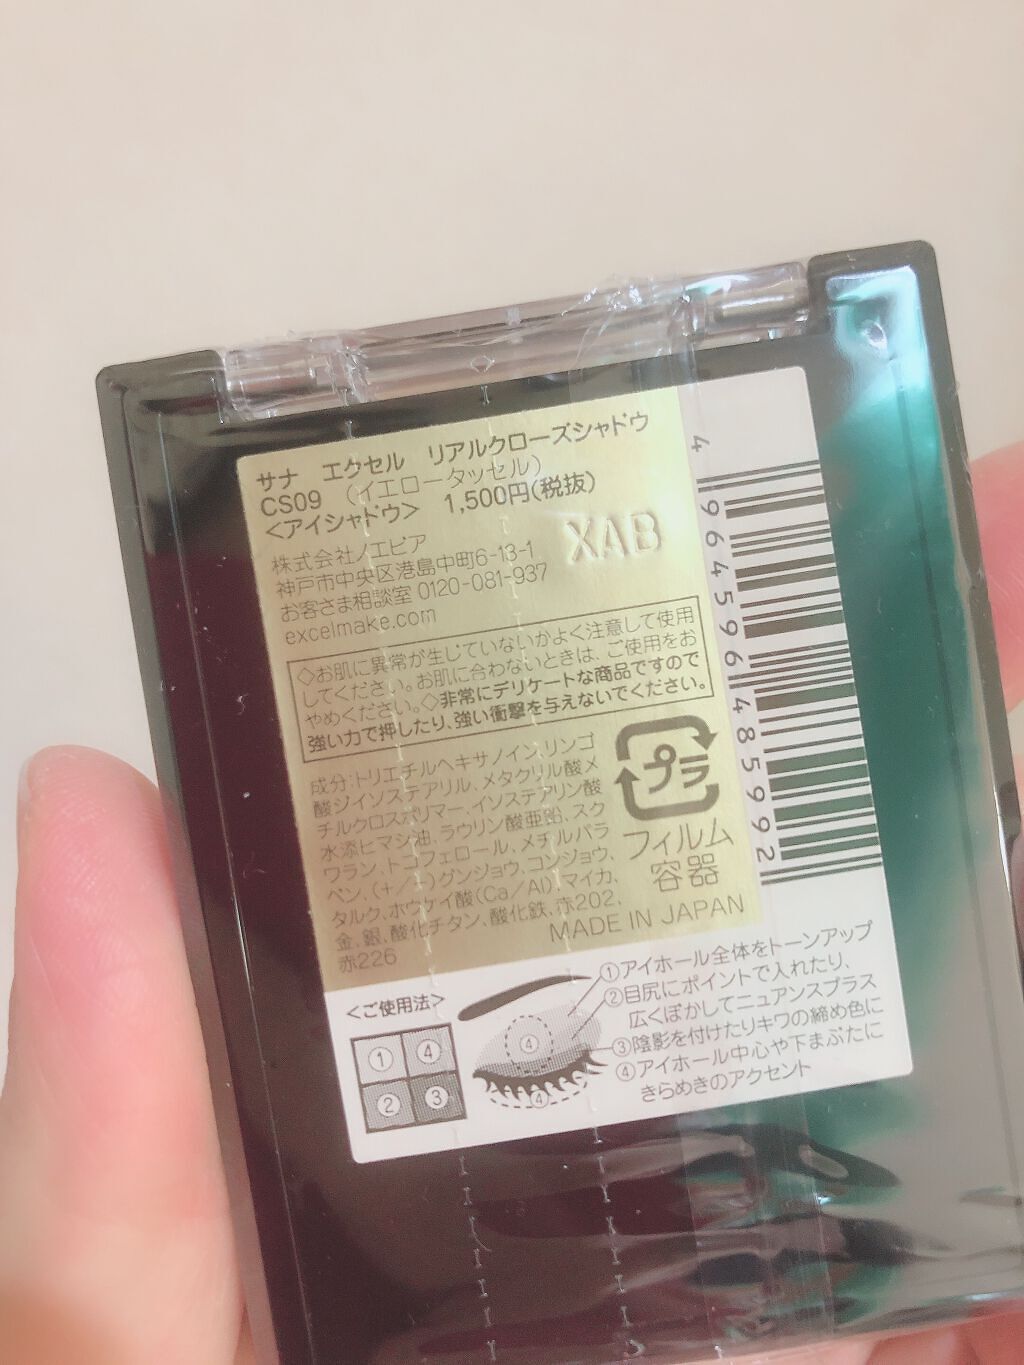 サナ エクセル リアルクローズシャドウ
CS09 (イエロータッセル)
<アイシャドウ> 1,500円(税抜)
株式会社ノエビア
神戸市中央区港島中町6-13-1
お客さま相談室 0120-081-937
excelmake.com
XAB
◇お肌に異常が生じていないかよく注意して使用
してください。お肌に合わないときは、ご使用をお
やめください。◇非常にデリケートな商品ですので
強い力で押したり、強い衝撃を与えないでください。
成分:トリエチルヘキサノイン、リンゴ
酸ジイソステアリル、メタクリル酸メ
チルクロスポリマー、イソステアリン酸
水添ヒマシ油、ラウリン酸亜鉛、スク
ワラン、トコフェロール、メチルパラ
ベン、(+/-)グンジョウ、コンジョウ、
タルク、ホウケイ酸(Ca/Al)、マイカ、
金、銀、酸化チタン、酸化鉄、赤202、
赤226
プラ
フィルム
容器
MADE IN JAPAN
4 964596 485992
<ご使用法>
① ④
② ③
④
④
①アイホール全体をトーンアップ
②目尻にポイントで入れたり、
広くぼかしてニュアンスプラス
③陰影を付けたりキワの締め色に
④アイホール中心や下まぶたに
きらめきのアクセント